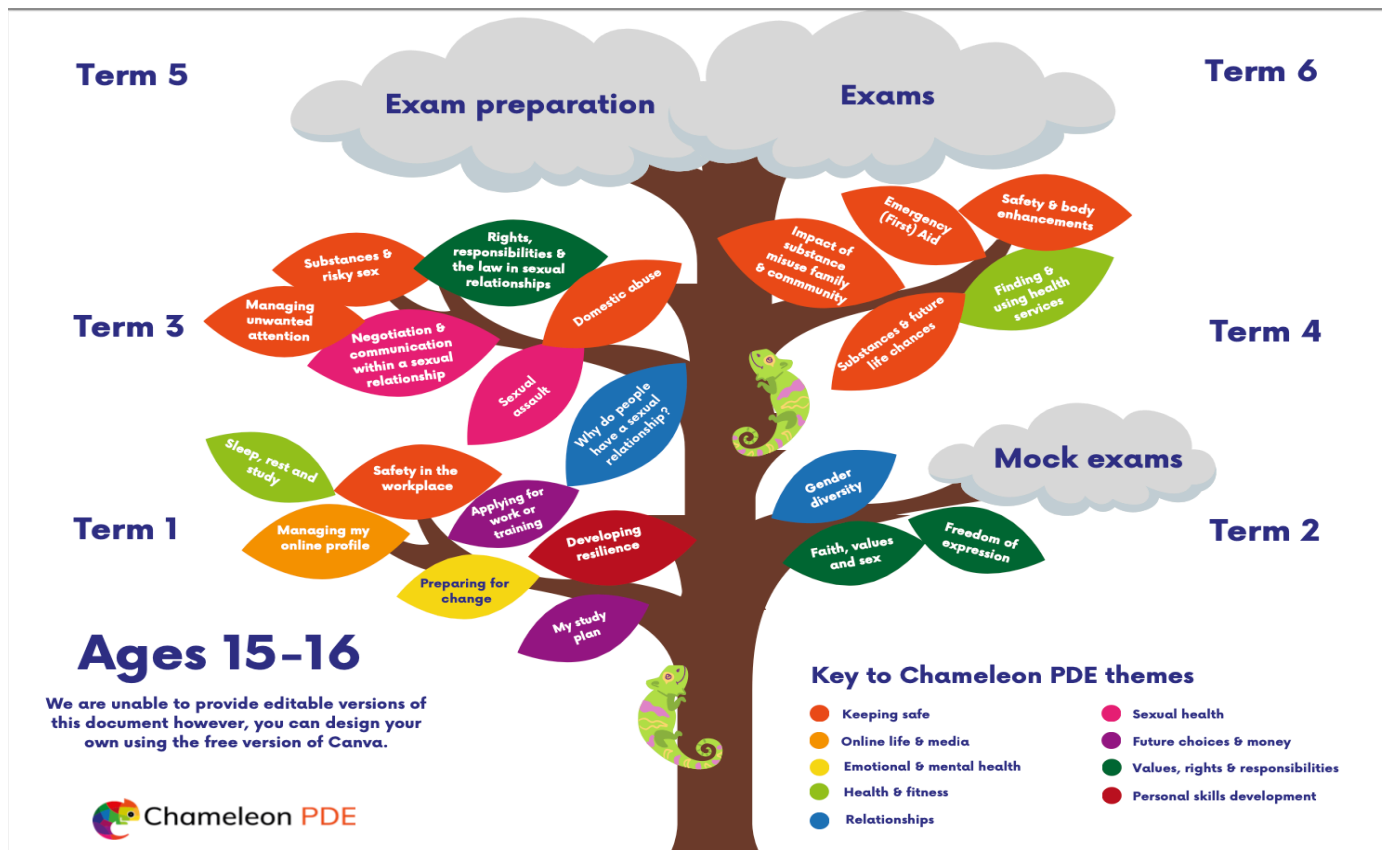 Term 5
Exam preparation
Exams
Term 6
Term 3
Substances &
risky sex
Rights,
responsibilities &
the law in sexual
relationships
Domestic abuse
Managing
unwanted
attention
Negotiation &
communication
within a sexual
relationship
Sexual
assault
Why do people
have a sexual
relationship?
Impact of
substance
misuse family
& commmunity
Emergency
(First) Aid
Safety & body
enhancements
Finding &
using health
services
Substances & future
life chances
Term 4
Term 1
Sleep, rest and
study
Safety in the
workplace
Applying for
work or
training
Managing my
online profile
Developing
resilience
Preparing for
change
My study
plan
Gender
diversity
Mock exams
Faith, values
and sex
Freedom of
expression
Term 2
Ages 15-16
We are unable to provide editable versions of
this document however, you can design your
own using the free version of Canva.
Chameleon PDE
Key to Chameleon PDE themes
Keeping safe
Online life & media
Emotional & mental health
Health & fitness
Relationships
Sexual health
Future choices & money
Values, rights & responsibilities
Personal skills development